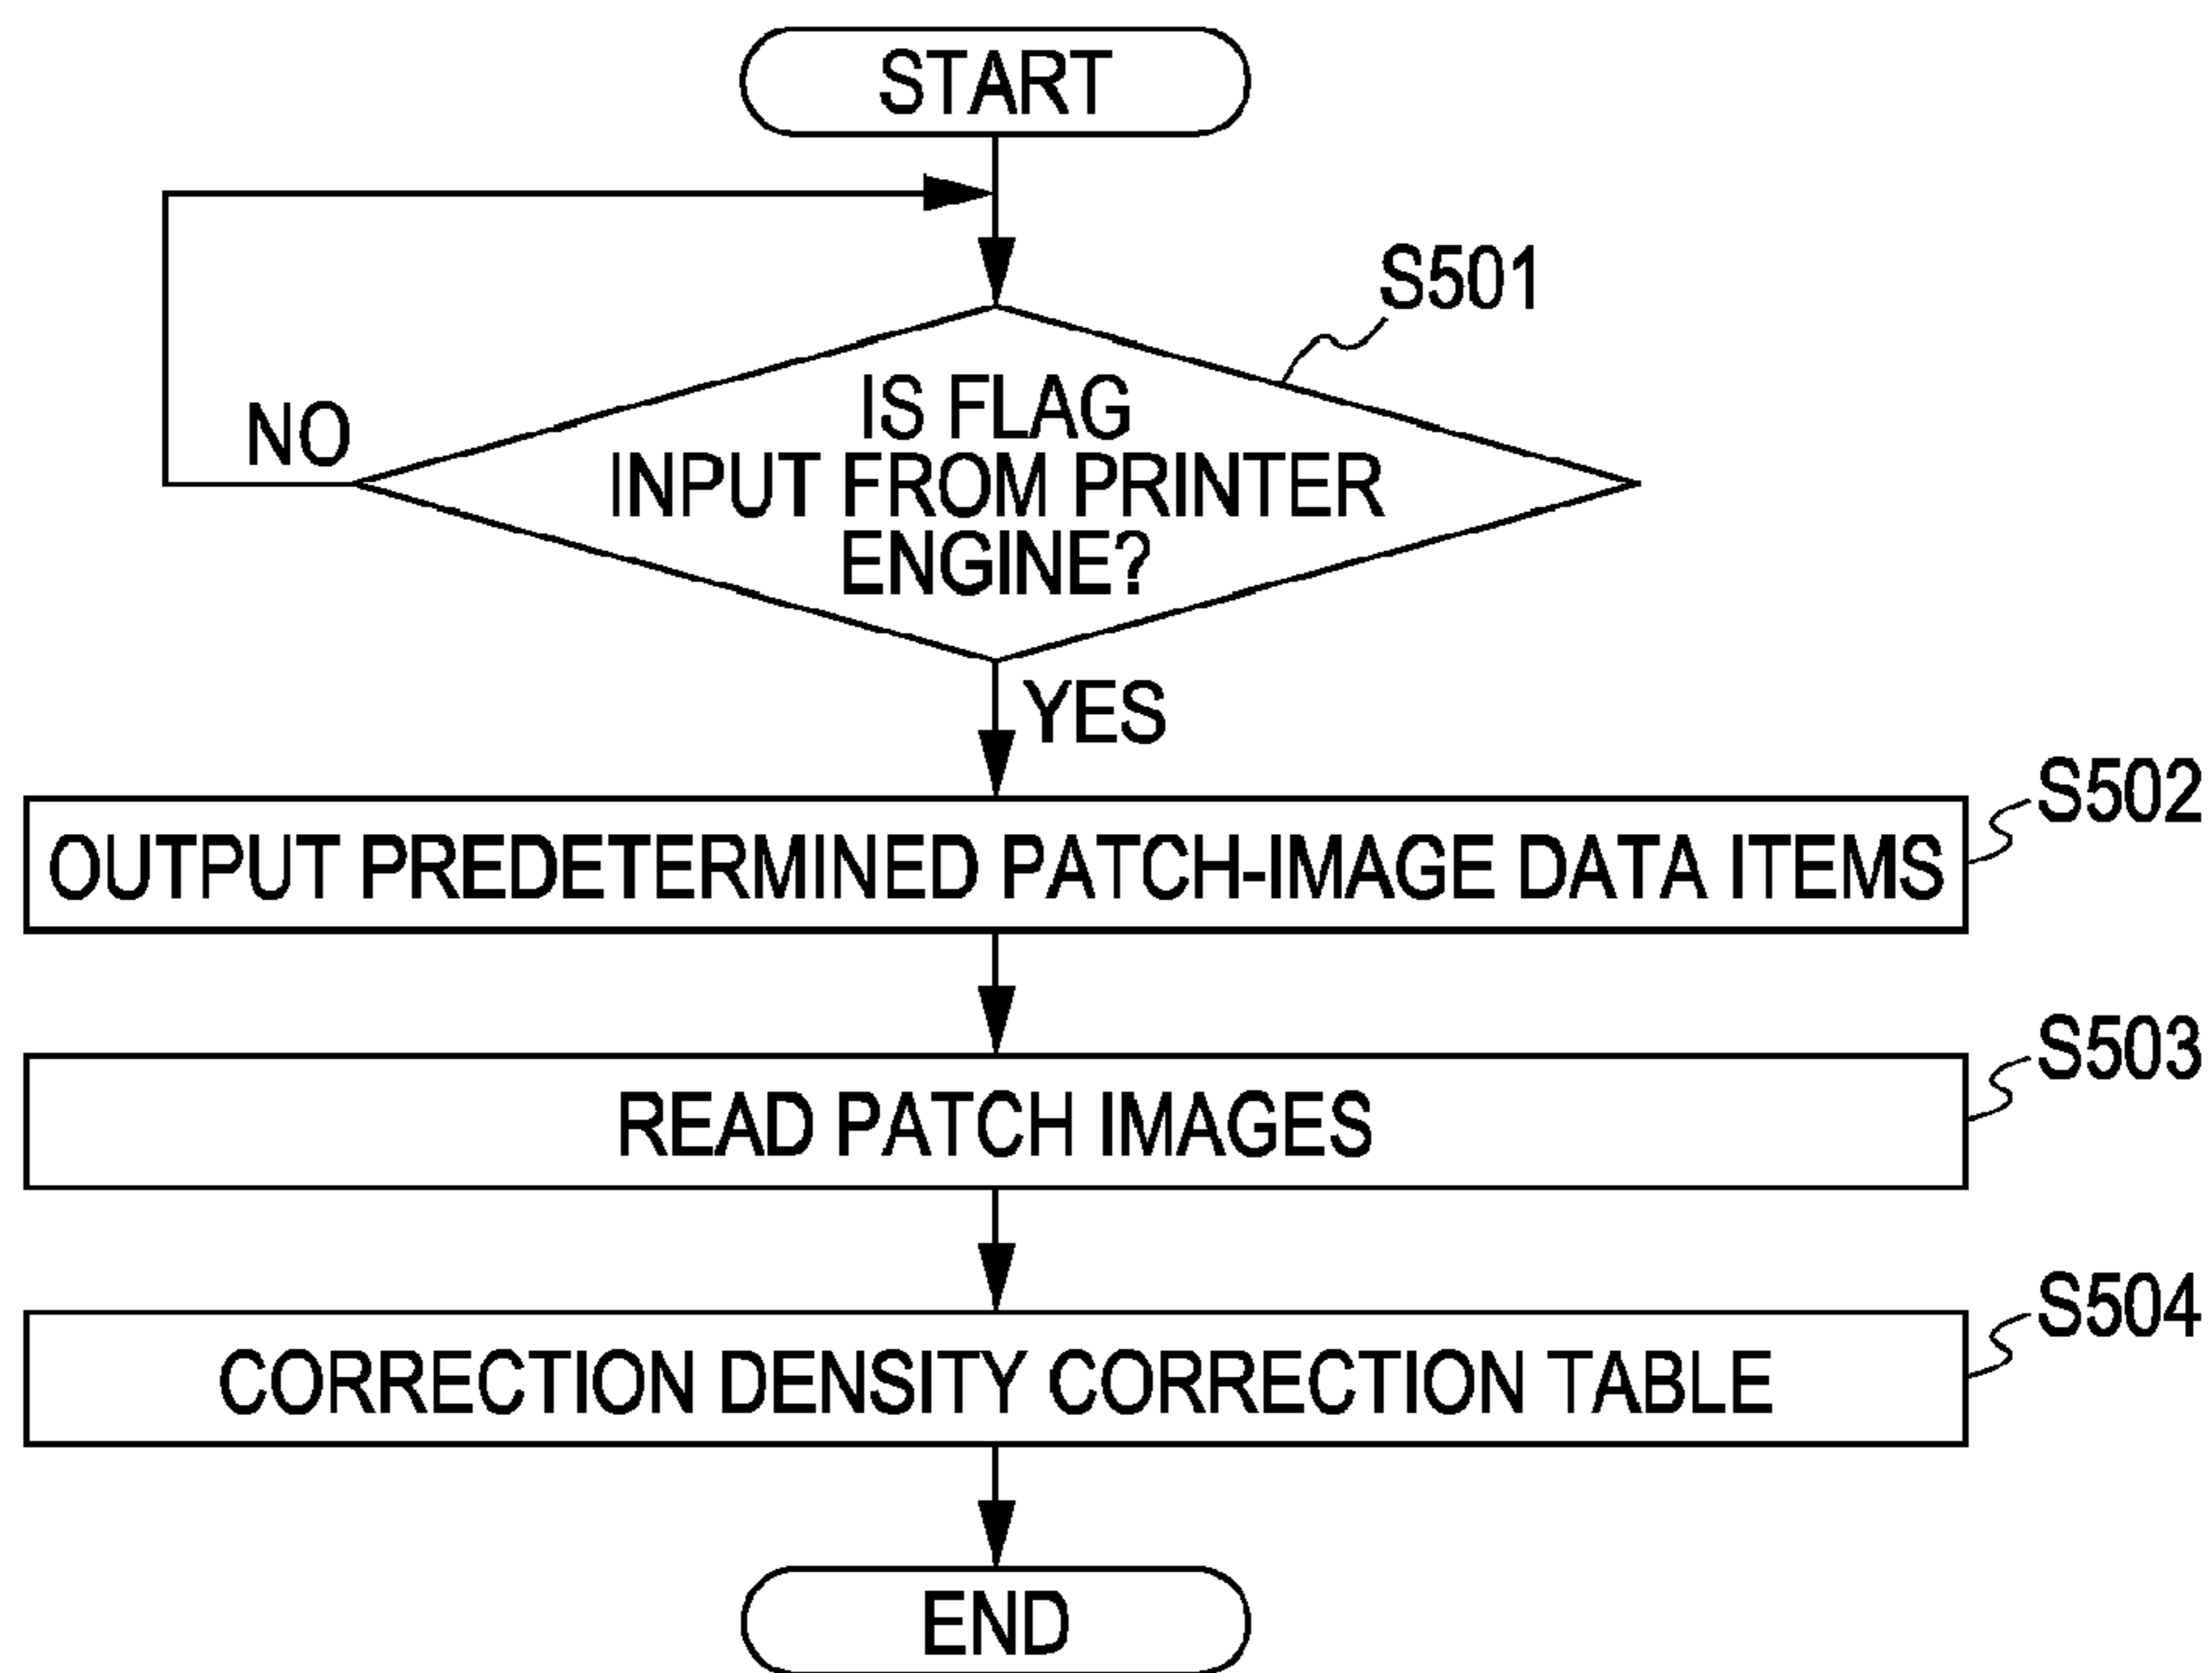 START
S501
IS FLAG
INPUT FROM PRINTER
ENGINE?
NO
YES
S502
OUTPUT PREDETERMINED PATCH-IMAGE DATA ITEMS
S503
READ PATCH IMAGES
S504
CORRECTION DENSITY CORRECTION TABLE
END